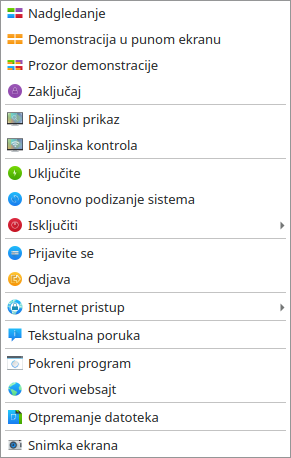 Nadgledanje
Demonstracija u punom ekranu
Prozor demonstracije
Zaključaj
Daljinski prikaz
Daljinska kontrola
Uključite
Ponovno podizanje sistema
Isključiti
Prijavite se
Odjava
Internet pristup
Tekstualna poruka
Pokreni program
Otvori websajt
Otpremanje datoteka
Snimka ekrana